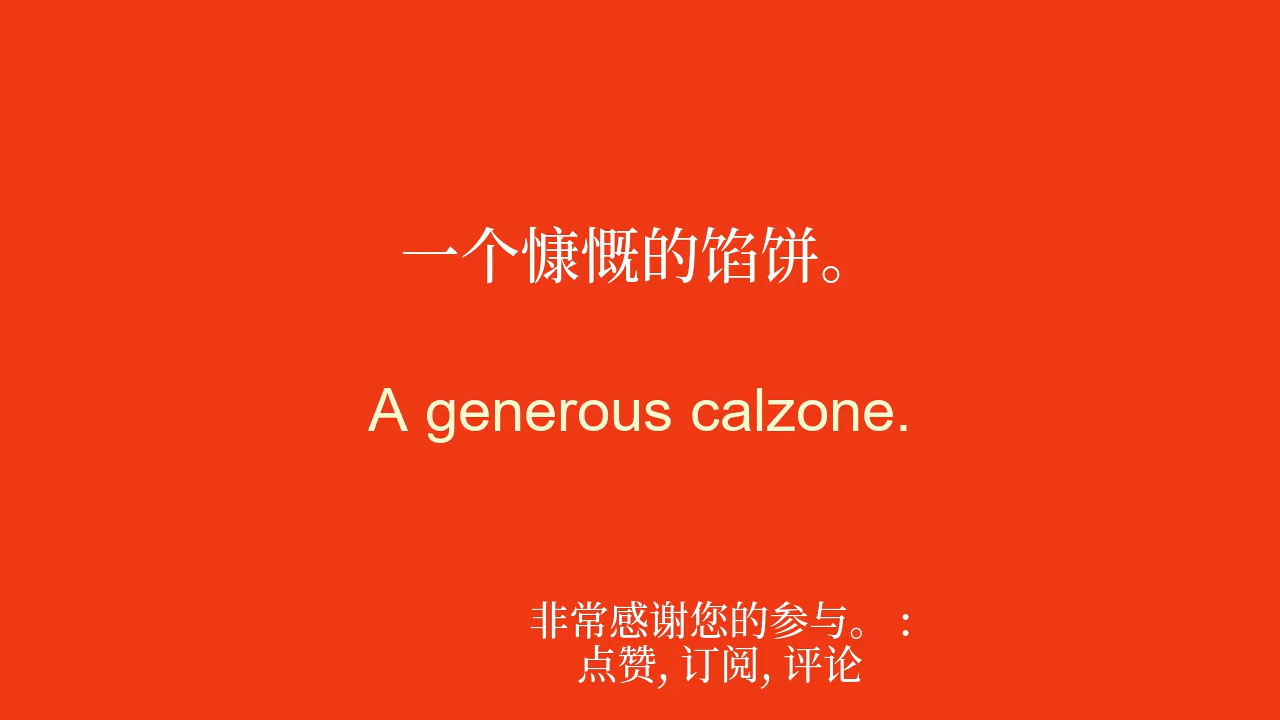 一个慷慨的馅饼。
A generous calzone.
非常感谢您的参与。 :
点赞, 订阅, 评论